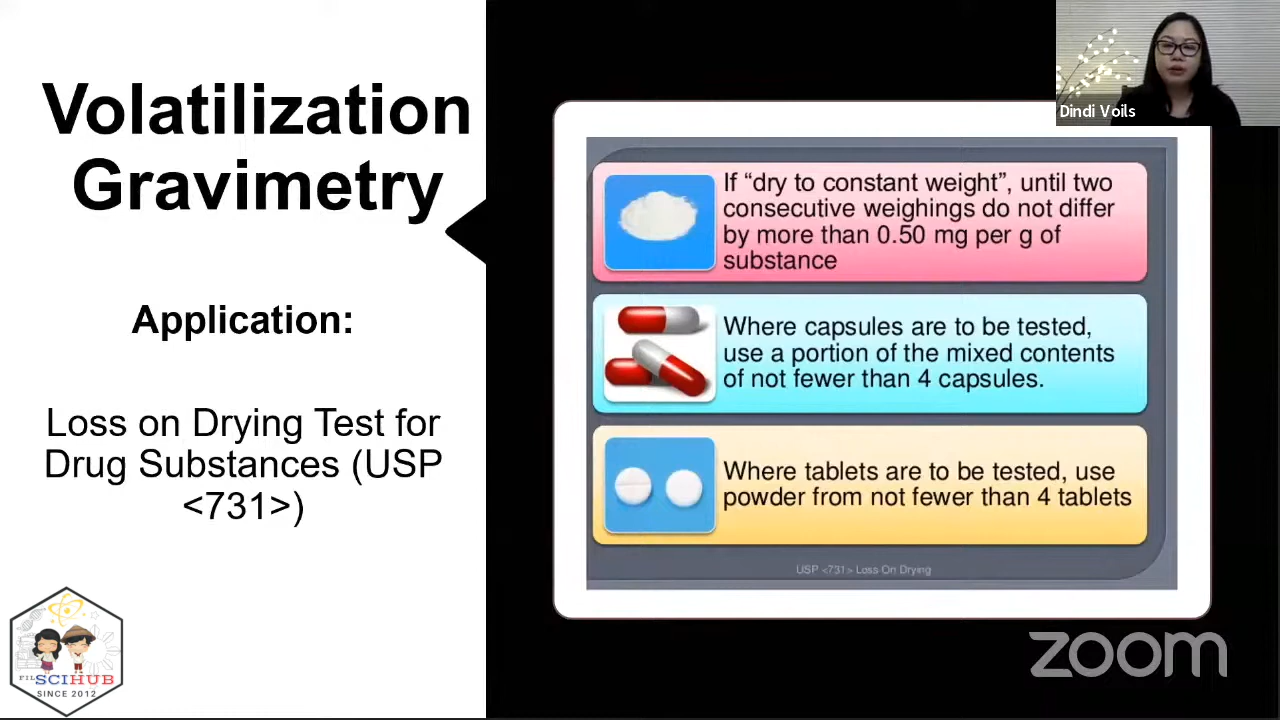 Volatilization
Gravimetry
Application:
Loss on Drying Test for
Drug Substances (USP
<731>)
FILSCIHUB
SINCE 2012
If “dry to constant weight”, until two
consecutive weighings do not differ
by more than 0.50 mg per g of
substance
Where capsules are to be tested,
use a portion of the mixed contents
of not fewer than 4 capsules.
Where tablets are to be tested, use
powder from not fewer than 4 tablets
USP <731> Loss On Drying
Dindi Voils
zoom